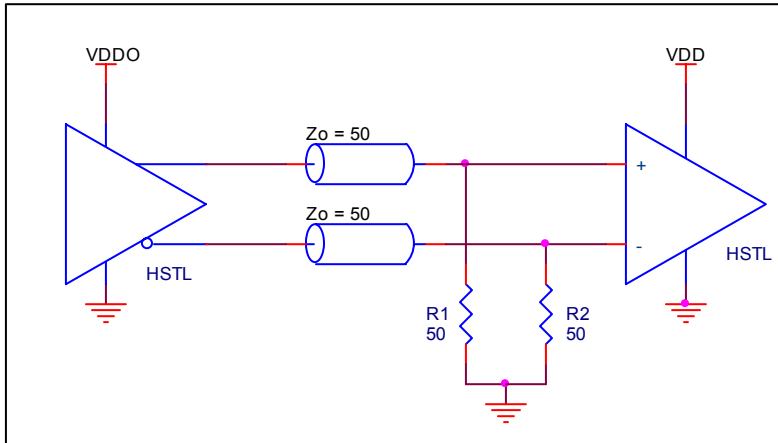 VDDO
VDD
Zo = 50
+
Zo = 50
-
HSTL
HSTL
R1
50
R2
50